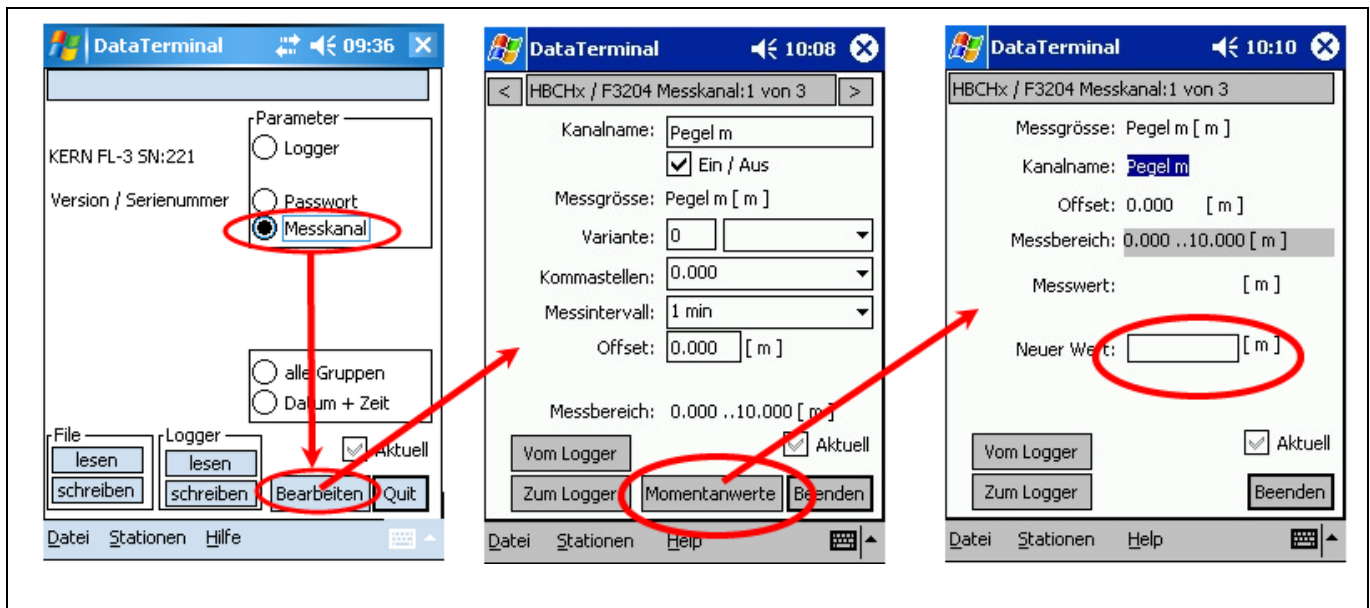 DataTerminal 09:36
Parameter
Logger
KERN FL-3 SN:221
Version / Serienummer
Passwort
Messkanal
alle Gruppen
Datum + Zeit
File
Logger
Aktuell
lesen
lesen
schreiben
schreiben
Bearbeiten
Quit
Datei Stationen Hilfe
DataTerminal 10:08
< HBCHx / F3204 Messkanal:1 von 3 >
Kanalname: Pegel m
Ein / Aus
Messgrösse: Pegel m [ m ]
Variante: 0
Kommastellen: 0.000
Messintervall: 1 min
Offset: 0.000 [ m ]
Messbereich: 0.000 ..10.000 [ m ]
Vom Logger
Aktuell
Zum Logger Momentanwerte Beenden
Datei Stationen Help
DataTerminal 10:10
HBCHx / F3204 Messkanal:1 von 3
Messgrösse: Pegel m [ m ]
Kanalname: Pegel m
Offset: 0.000 [ m ]
Messbereich: 0.000 ..10.000 [ m ]
Messwert: [ m ]
Neuer Wert: [ m ]
Vom Logger
Aktuell
Zum Logger Beenden
Datei Stationen Help